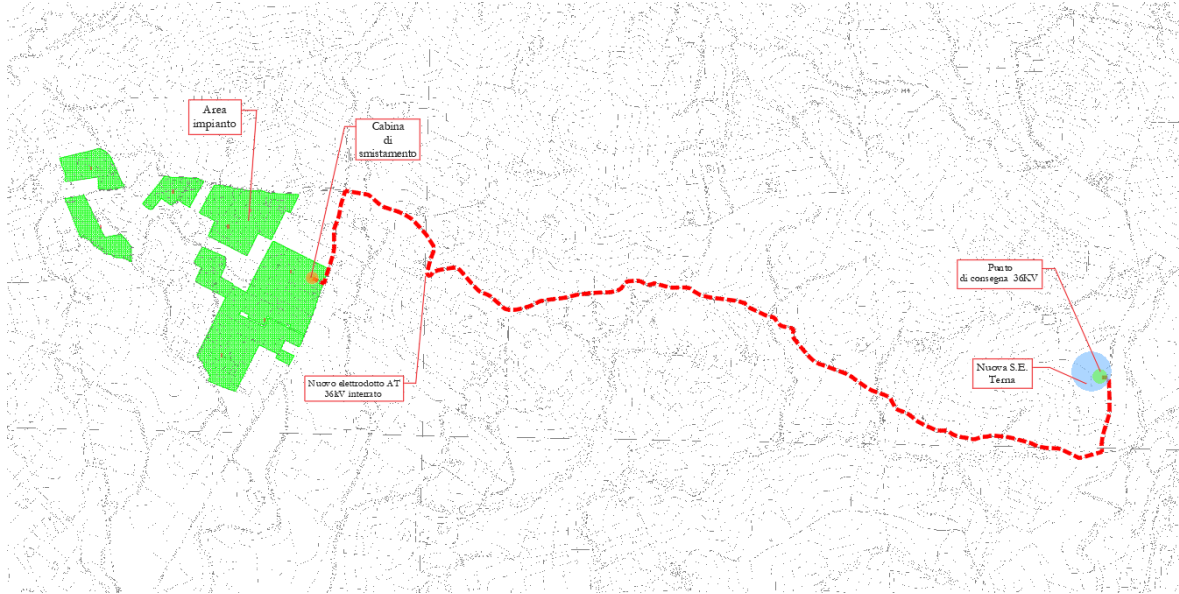 Area
impianto
Cabina
di
smistamento
Punto
di consegna 36KV
Nuova S.E.
Terna
Nuovo elettrodotto AT
36kV interrato